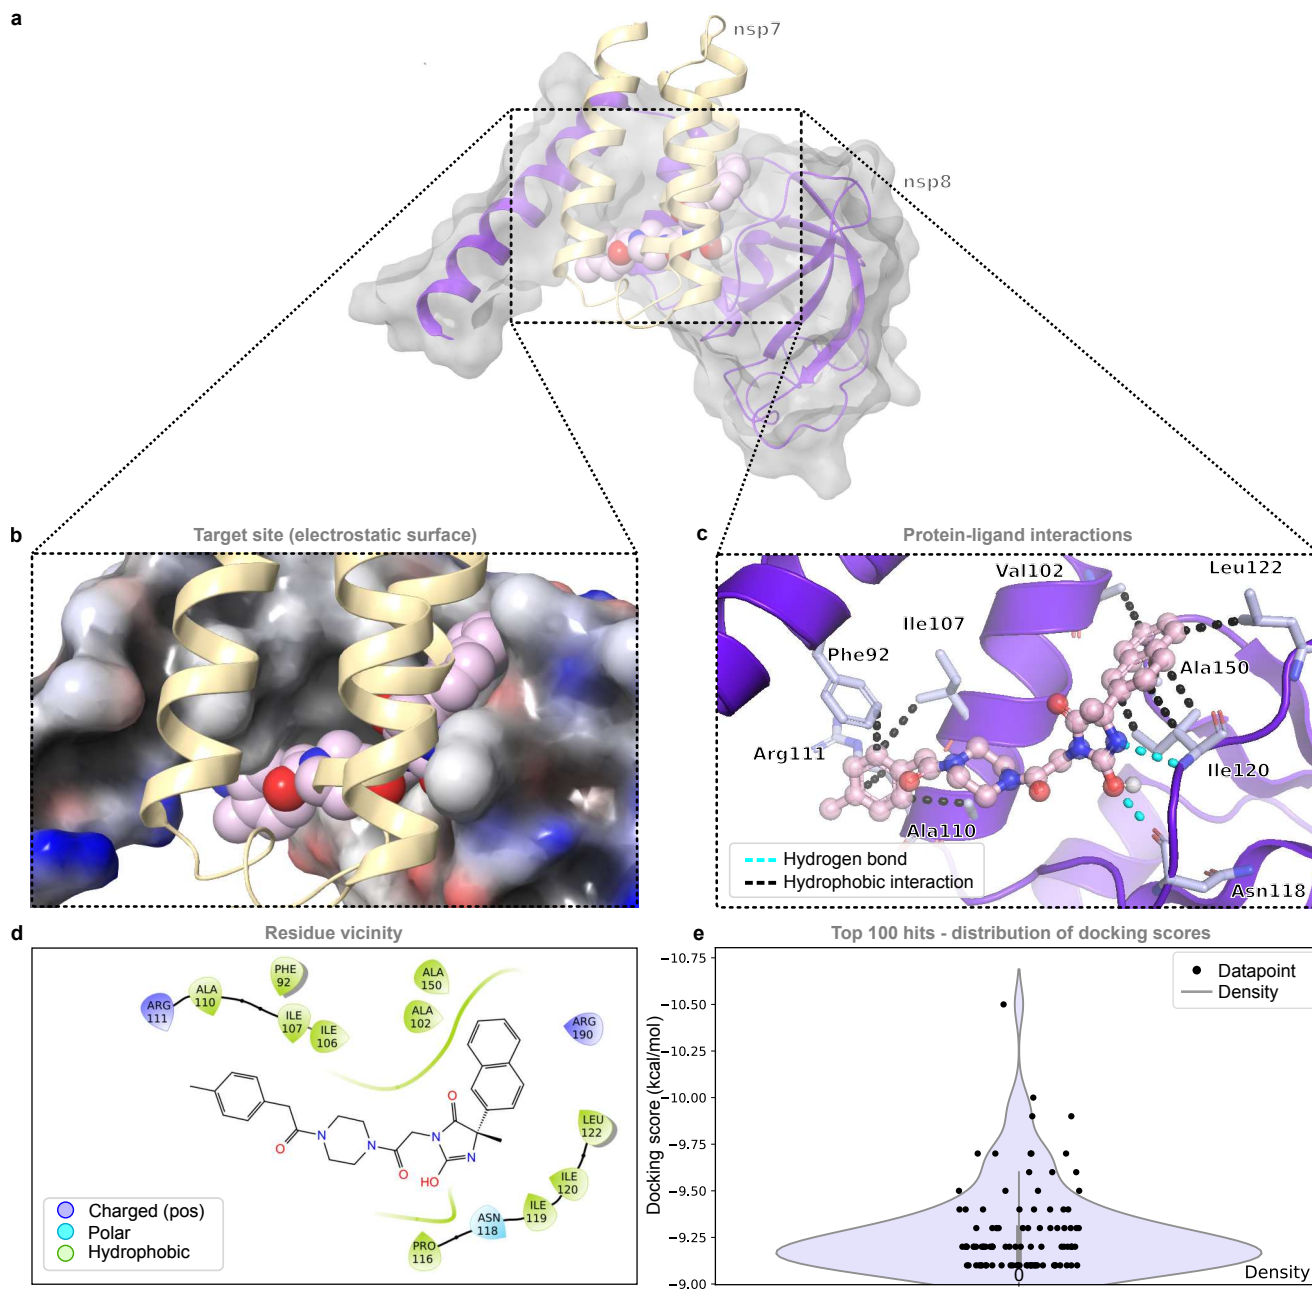 a
nsp7
nsp8
b
Target site (electrostatic surface)
c
Protein-ligand interactions
Val102
Leu122
Ile107
Phe92
Ala150
Arg111
Ile120
Ala110
Hydrogen bond
Hydrophobic interaction
Asn118
d
Residue vicinity
PHE
92
ALA
150
ALA
110
ARG
111
ILE
107
ILE
106
ALA
102
ARG
190
O
N
O
N
N
O
N
O
HO
LEU
122
ILE
120
ILE
119
ASN
118
PRO
116
Charged (pos)
Polar
Hydrophobic
e
Top 100 hits - distribution of docking scores
Docking score (kcal/mol)
−10.75
−10.50
−10.25
−10.00
−9.75
−9.50
−9.25
−9.00
Datapoint
Density
0
Density